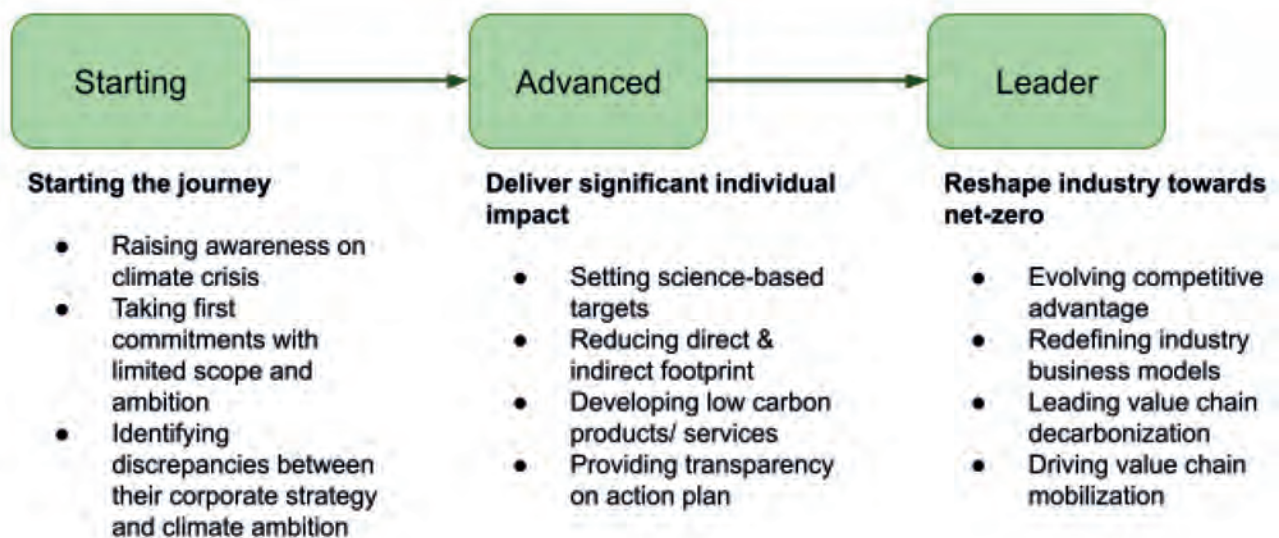 Starting
Advanced
Leader
Starting the journey
● Raising awareness on
climate crisis
● Taking first
commitments with
limited scope and
ambition
● Identifying
discrepancies between
their corporate strategy
and climate ambition
Deliver significant individual
impact
● Setting science-based
targets
● Reducing direct &
indirect footprint
● Developing low carbon
products/ services
● Providing transparency
on action plan
Reshape industry towards
net-zero
● Evolving competitive
advantage
● Redefining industry
business models
● Leading value chain
decarbonization
● Driving value chain
mobilization